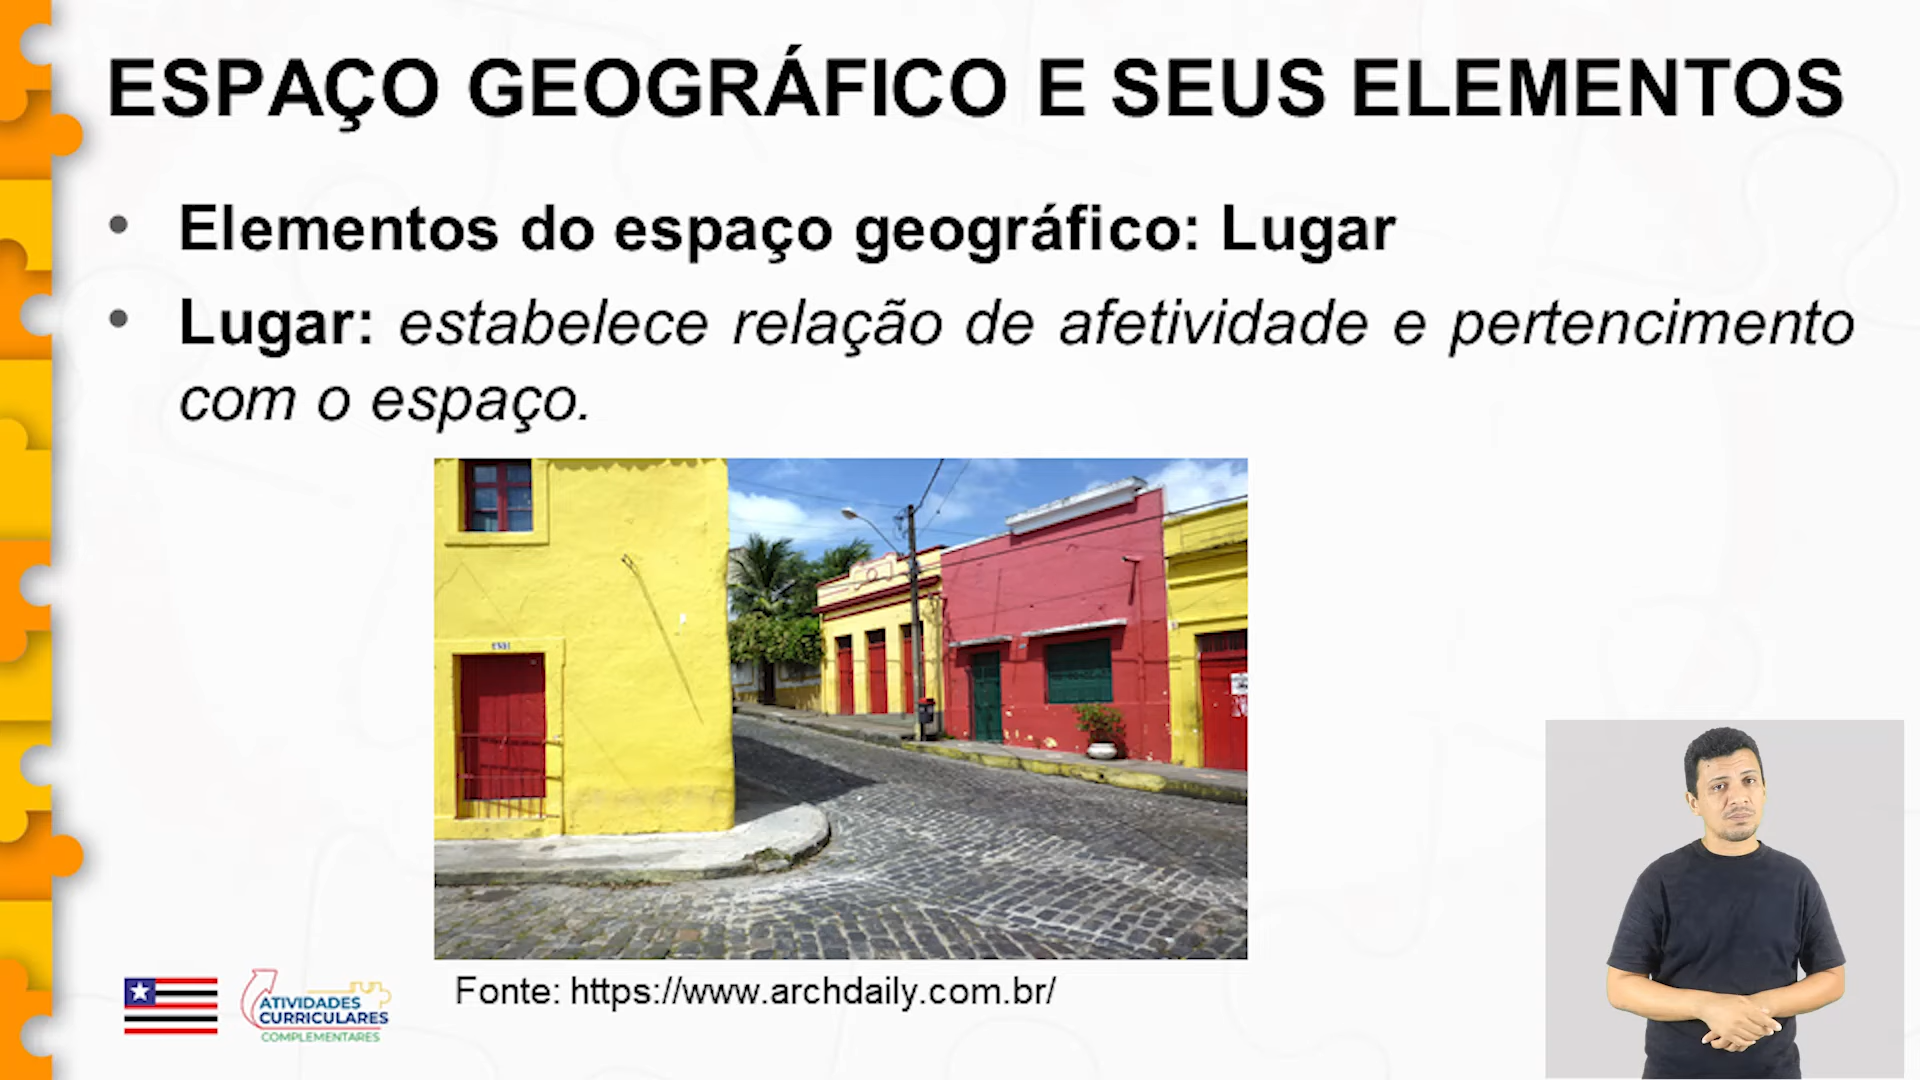 ESPAÇO GEOGRÁFICO E SEUS ELEMENTOS
• Elementos do espaço geográfico: Lugar
• Lugar: estabelece relação de afetividade e pertencimento
com o espaço.
Fonte: https://www.archdaily.com.br/
ATIVIDADES
CURRICULARES
COMPLEMENTARES